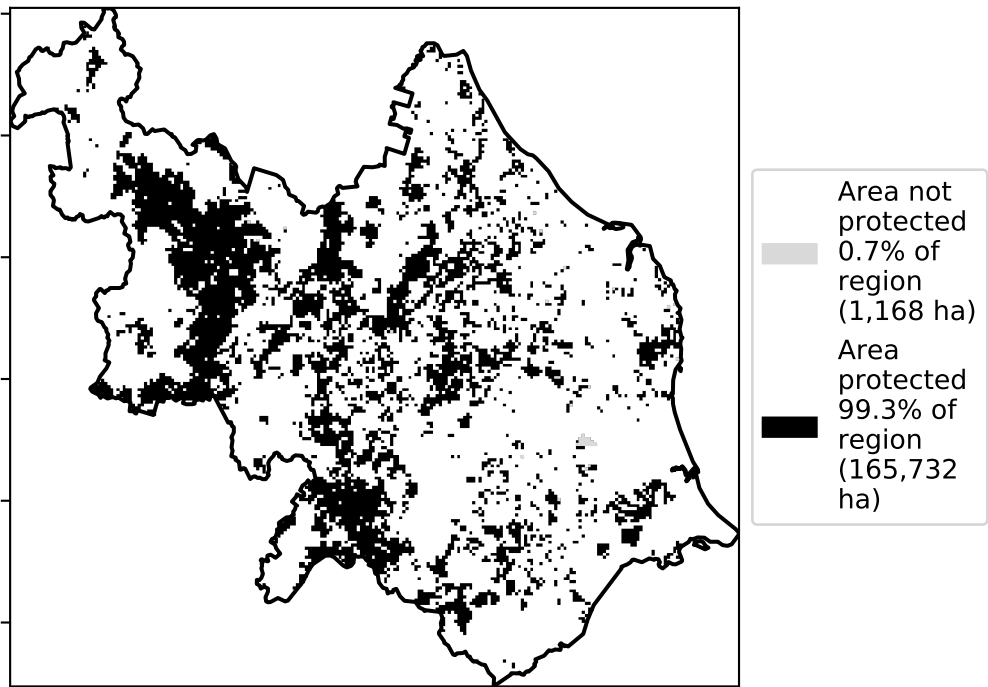 Area not
protected
0.7% of
region
(1,168 ha)
Area
protected
99.3% of
region
(165,732
ha)